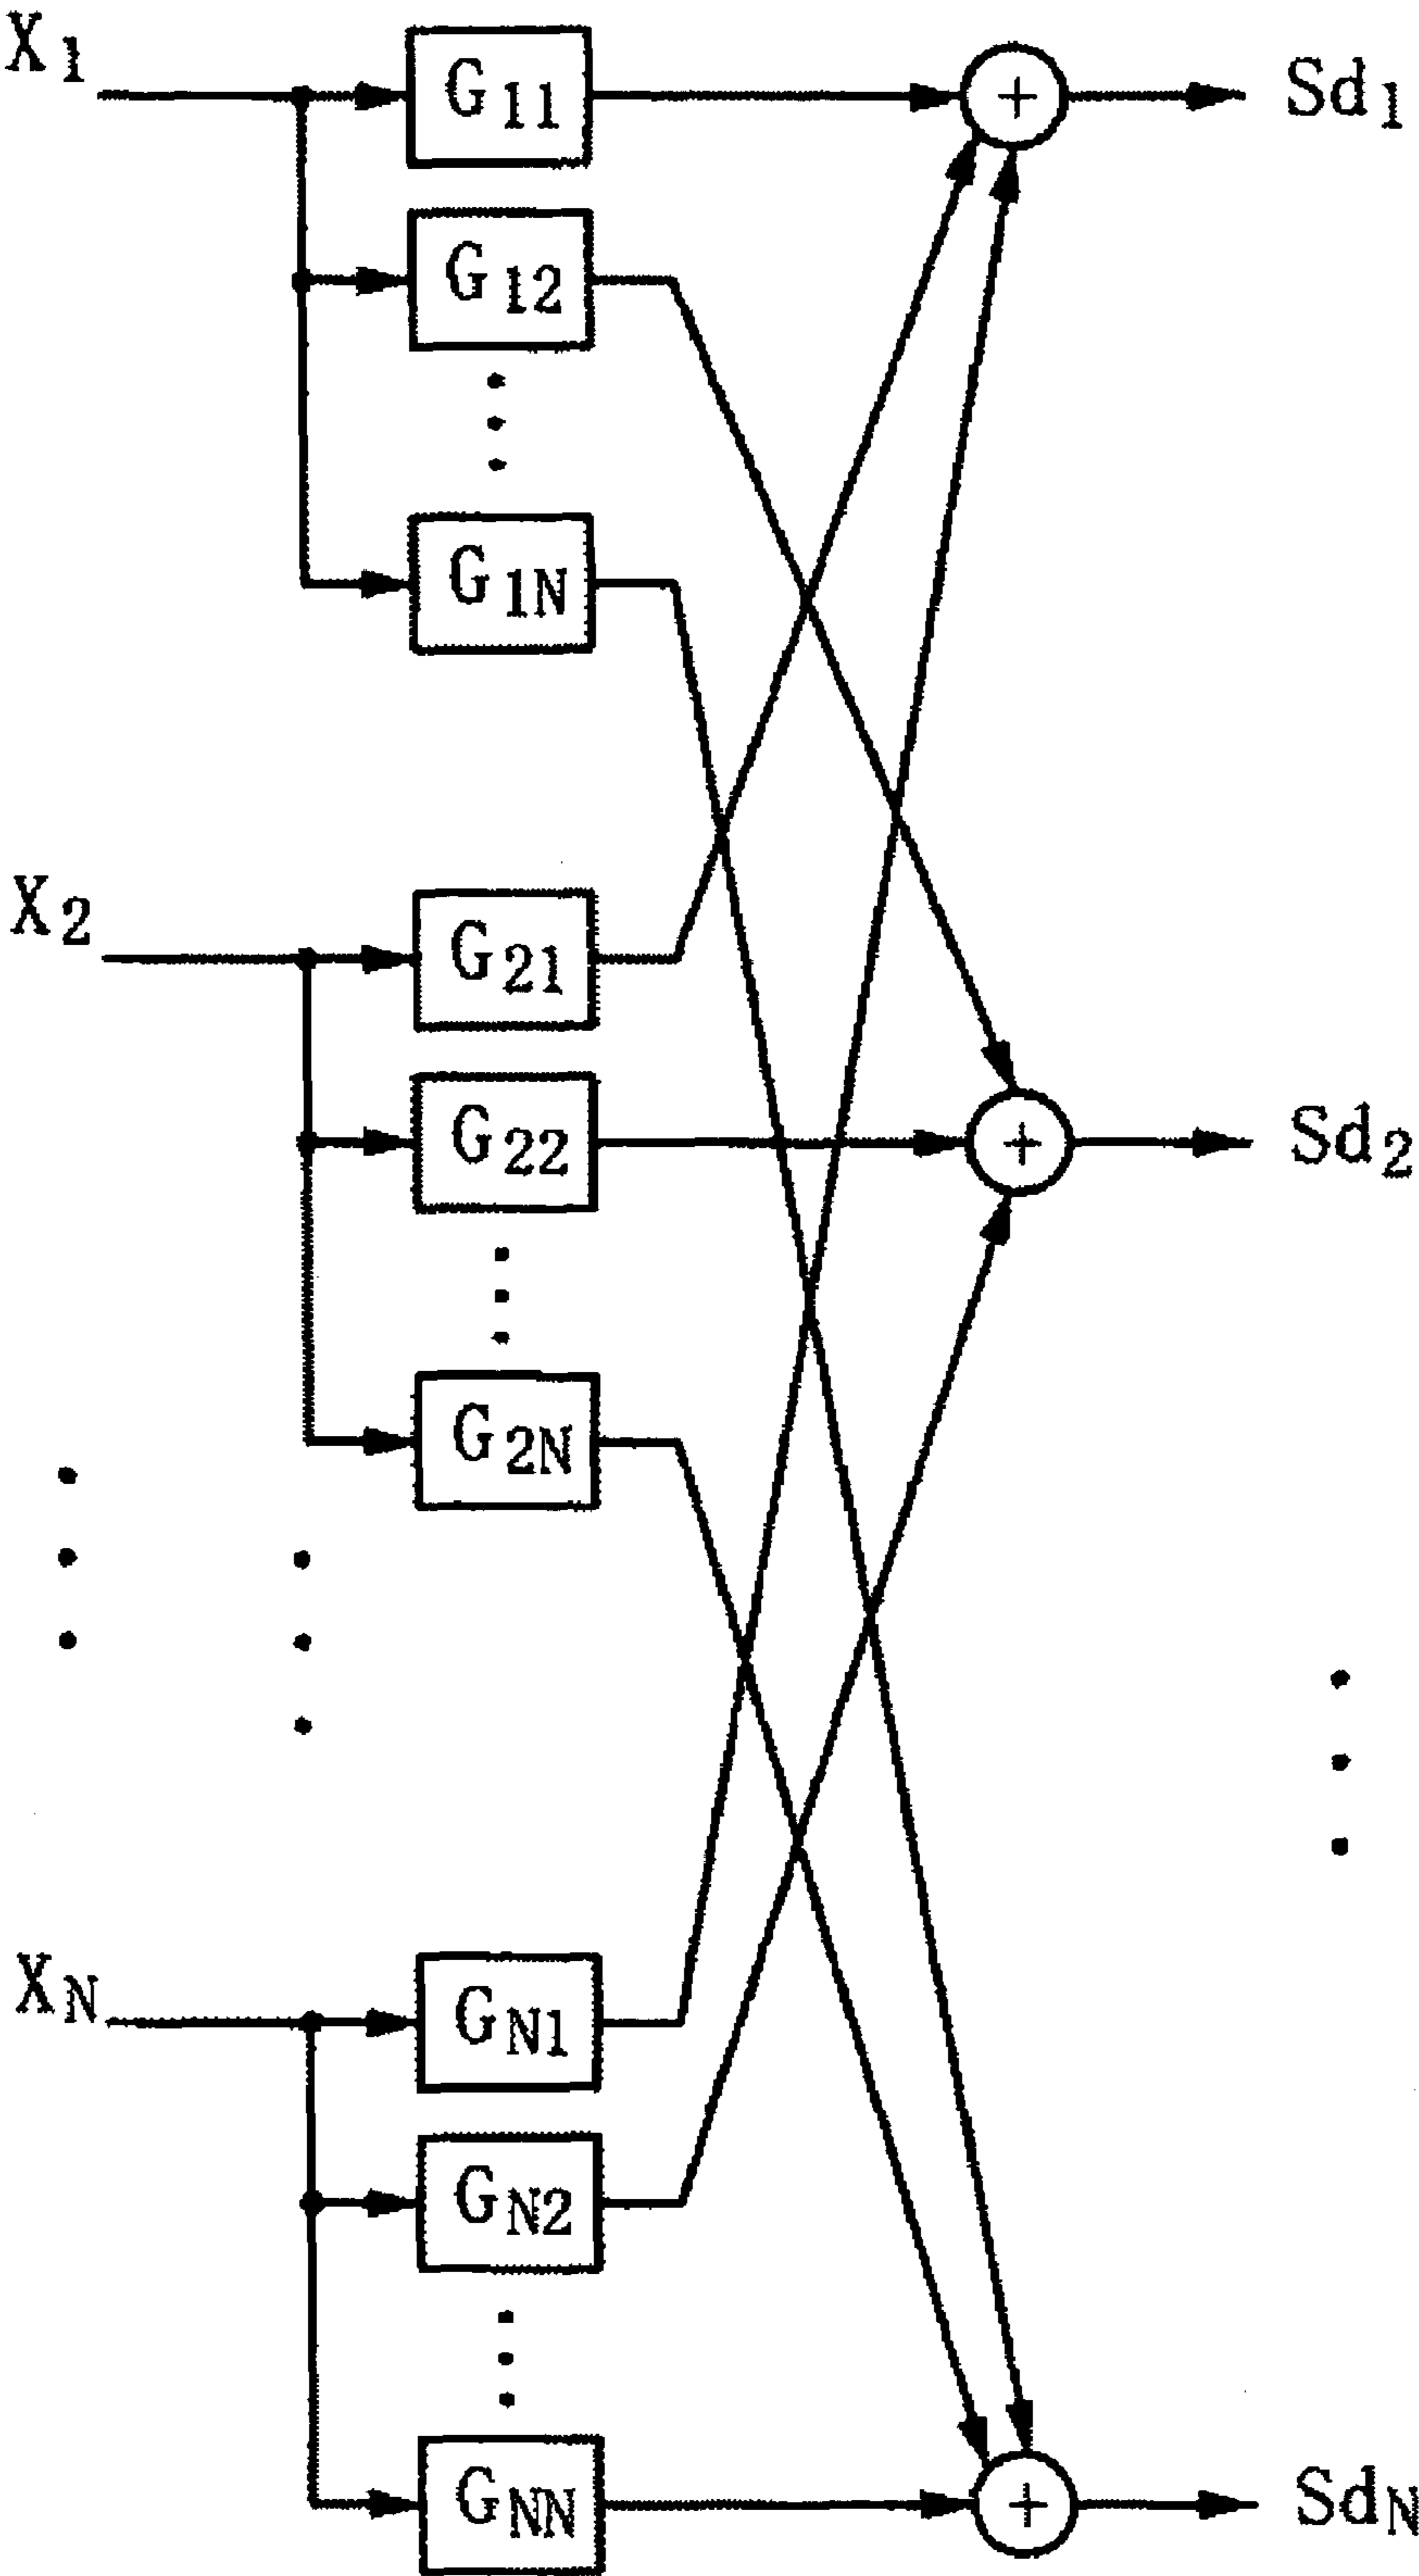 X₁
G₁₁
+
Sd₁
G₁₂
G₁N
X₂
G₂₁
G₂₂
+
Sd₂
G₂N
XN
GN₁
GN₂
GNN
+
SdN